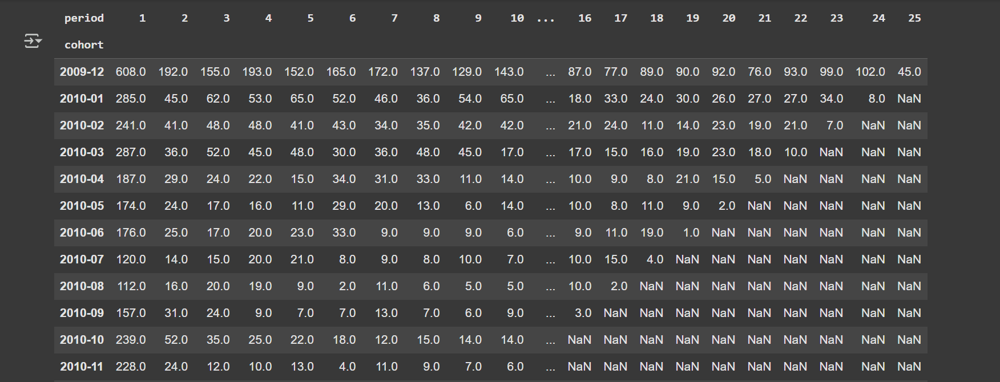 period 1 2 3 4 5 6 7 8 9 10 ... 16 17 18 19 20 21 22 23 24 25
cohort
2009-12 608.0 192.0 155.0 193.0 152.0 165.0 172.0 137.0 129.0 143.0 ... 87.0 77.0 89.0 90.0 92.0 76.0 93.0 99.0 102.0 45.0
2010-01 285.0 45.0 62.0 53.0 65.0 52.0 46.0 36.0 54.0 65.0 ... 18.0 33.0 24.0 30.0 26.0 27.0 27.0 34.0 8.0 NaN
2010-02 241.0 41.0 48.0 48.0 41.0 43.0 34.0 35.0 42.0 42.0 ... 21.0 24.0 11.0 14.0 23.0 19.0 21.0 7.0 NaN NaN
2010-03 287.0 36.0 52.0 45.0 48.0 30.0 36.0 48.0 45.0 17.0 ... 17.0 15.0 16.0 19.0 23.0 18.0 10.0 NaN NaN NaN
2010-04 187.0 29.0 24.0 22.0 15.0 34.0 31.0 33.0 11.0 14.0 ... 10.0 9.0 8.0 21.0 15.0 5.0 NaN NaN NaN NaN
2010-05 174.0 24.0 17.0 16.0 11.0 29.0 20.0 13.0 6.0 14.0 ... 10.0 8.0 11.0 9.0 2.0 NaN NaN NaN NaN NaN
2010-06 176.0 25.0 17.0 20.0 23.0 33.0 9.0 9.0 9.0 6.0 ... 9.0 11.0 19.0 1.0 NaN NaN NaN NaN NaN NaN
2010-07 120.0 14.0 15.0 20.0 21.0 8.0 9.0 8.0 10.0 7.0 ... 10.0 15.0 4.0 NaN NaN NaN NaN NaN NaN NaN
2010-08 112.0 16.0 20.0 19.0 9.0 2.0 11.0 6.0 5.0 5.0 ... 10.0 2.0 NaN NaN NaN NaN NaN NaN NaN NaN
2010-09 157.0 31.0 24.0 9.0 7.0 7.0 13.0 7.0 6.0 9.0 ... 3.0 NaN NaN NaN NaN NaN NaN NaN NaN NaN
2010-10 239.0 52.0 35.0 25.0 22.0 18.0 12.0 15.0 14.0 14.0 ... NaN NaN NaN NaN NaN NaN NaN NaN NaN NaN
2010-11 228.0 24.0 12.0 10.0 13.0 4.0 11.0 9.0 7.0 6.0 ... NaN NaN NaN NaN NaN NaN NaN NaN NaN NaN